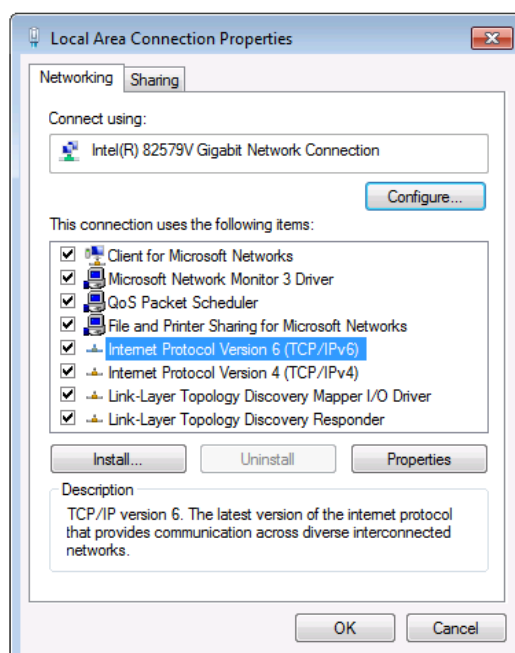 Local Area Connection Properties
Networking
Sharing
Connect using:
Intel(R) 82579V Gigabit Network Connection
Configure...
This connection uses the following items:
Client for Microsoft Networks
Microsoft Network Monitor 3 Driver
QoS Packet Scheduler
File and Printer Sharing for Microsoft Networks
Internet Protocol Version 6 (TCP/IPv6)
Internet Protocol Version 4 (TCP/IPv4)
Link-Layer Topology Discovery Mapper I/O Driver
Link-Layer Topology Discovery Responder
Install...
Uninstall
Properties
Description
TCP/IP version 6. The latest version of the internet protocol
that provides communication across diverse interconnected
networks.
OK
Cancel